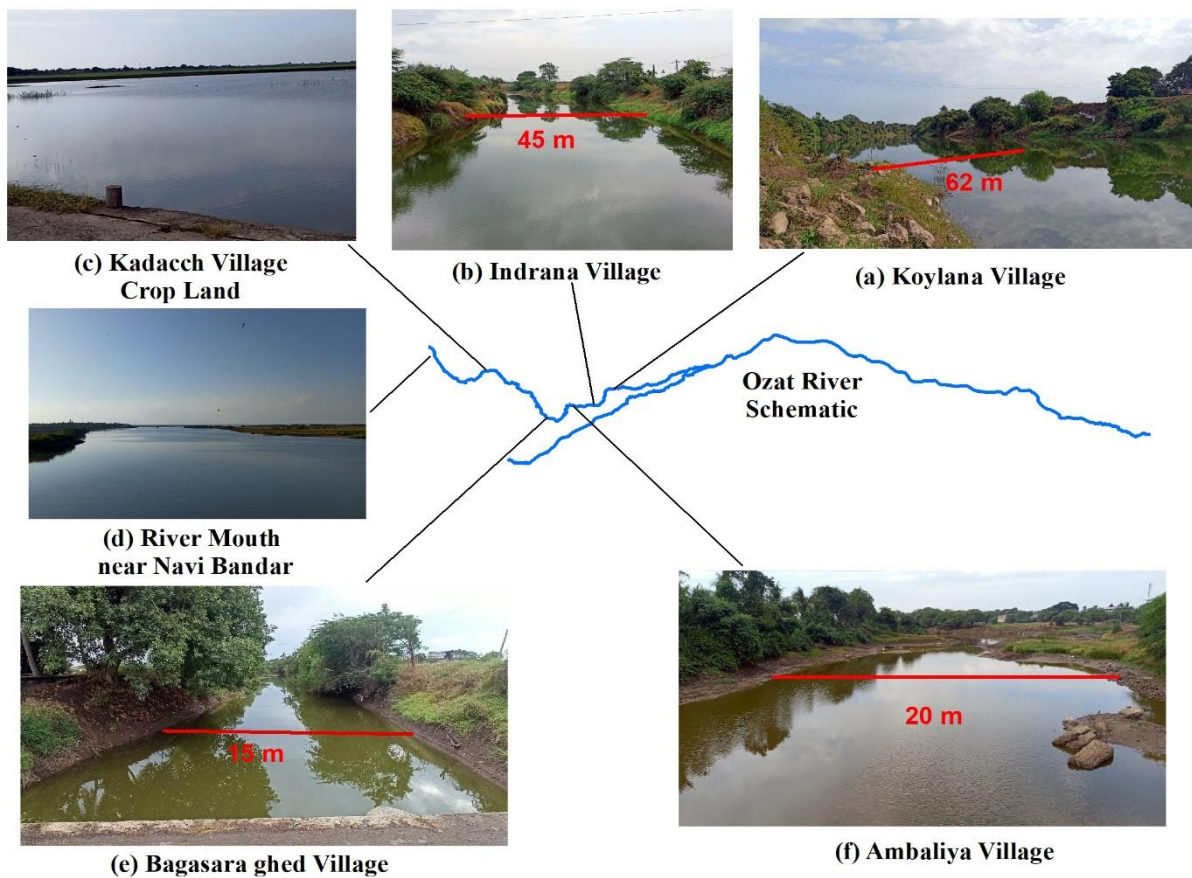 45 m
62 m
(c) Kadacch Village
Crop Land
(b) Indrana Village
(a) Koylana Village
Ozat River
Schematic
(d) River Mouth
near Navi Bandar
15 m
20 m
(e) Bagasara ghed Village
(f) Ambaliya Village